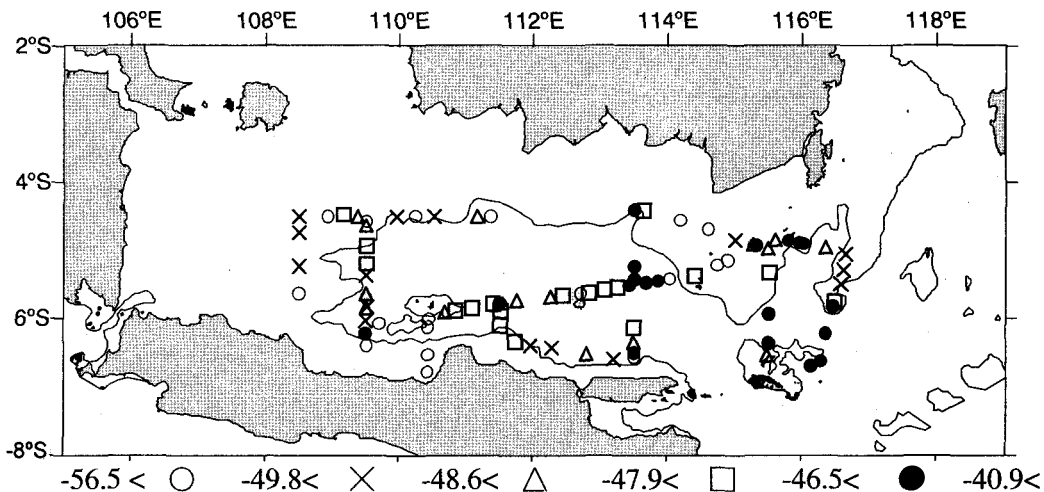 106°E 108°E 110°E 112°E 114°E 116°E 118°E
2°S
4°S
6°S
-8°S
-56.5 < ○ -49.8< × -48.6< △ -47.9< □ -46.5< ● -40.9<